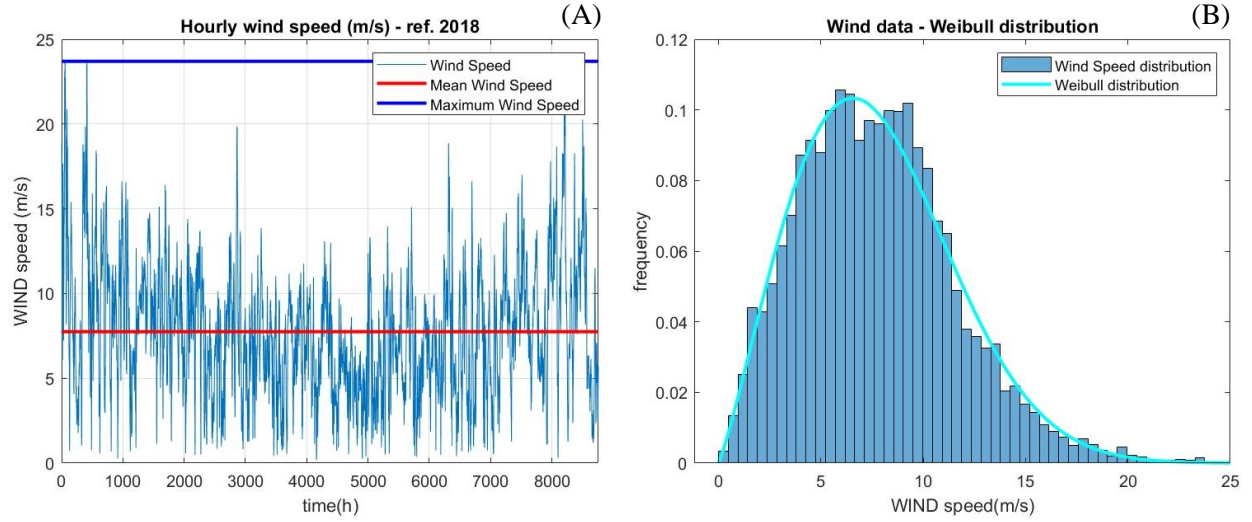 (A)
Hourly wind speed (m/s) - ref. 2018
WIND speed (m/s)
25
20
15
10
5
0
Wind Speed
Mean Wind Speed
Maximum Wind Speed
0 1000 2000 3000 4000 5000 6000 7000 8000
time(h)
(B)
Wind data - Weibull distribution
frequency
0.12
0.1
0.08
0.06
0.04
0.02
0
Wind Speed distribution
Weibull distribution
0 5 10 15 20 25
WIND speed(m/s)